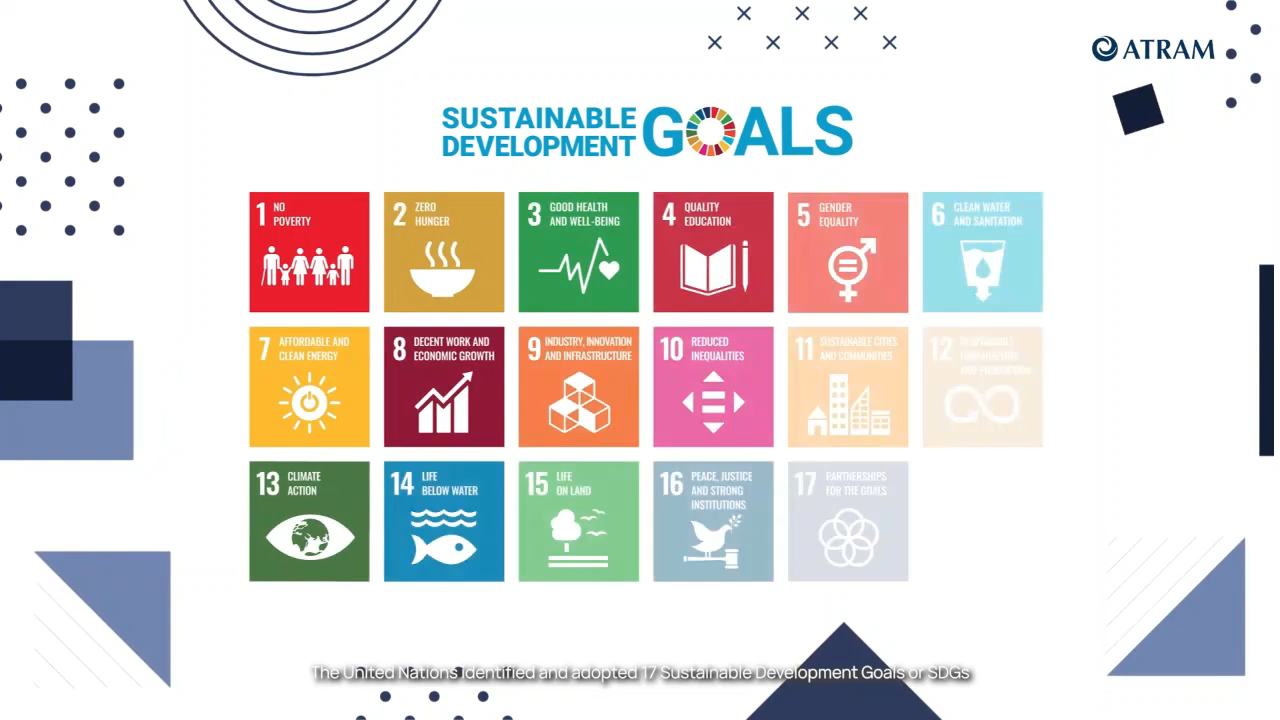 ATRAM
SUSTAINABLE
DEVELOPMENT
GOALS
1 NO
POVERTY
2 ZERO
HUNGER
3 GOOD HEALTH
AND WELL-BEING
4 QUALITY
EDUCATION
5 GENDER
EQUALITY
6 CLEAN WATER
AND SANITATION
7 AFFORDABLE AND
CLEAN ENERGY
8 DECENT WORK AND
ECONOMIC GROWTH
9 INDUSTRY, INNOVATION
AND INFRASTRUCTURE
10 REDUCED
INEQUALITIES
11 SUSTAINABLE CITIES
AND COMMUNITIES
12 RESPONSIBLE
CONSUMPTION
AND PRODUCTION
13 CLIMATE
ACTION
14 LIFE
BELOW WATER
15 LIFE
ON LAND
16 PEACE, JUSTICE
AND STRONG
INSTITUTIONS
17 PARTNERSHIPS
FOR THE GOALS
The United Nations identified and adopted 17 Sustainable Development Goals or SDGs